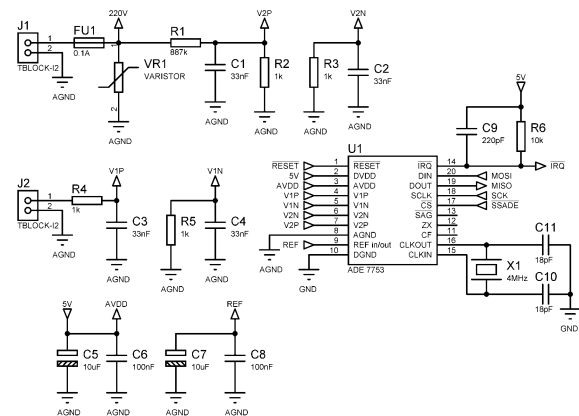 J1
FU1
220V
R1
V2P
V2N
1
2
0.1A
1
887k
TBLOCK-I2
VR1
VARISTOR
C1
33nF
R2
1k
R3
1k
C2
33nF
2
AGND
AGND
AGND
AGND
AGND
AGND
5V
C9
220pF
R6
10k
U1
RESET 1 RESET IRQ 14 IRQ
5V 2 DVDD DIN 20 MOSI
AVDD 3 AVDD DOUT 19 MISO
V1P 4 V1P SCLK 18 SCK
V1N 5 V1N CS 17 SSADE
V2N 6 V2N SAG 13
V2P 7 V2P ZX 12
8 AGND CF 11
REF 9 REF in/out CLKOUT 16
10 DGND CLKIN 15
ADE 7753
AGND
GND
C11
18pF
X1
4MHz
C10
18pF
GND
J2
R4
V1P
V1N
1
2
1k
TBLOCK-I2
C3
33nF
R5
1k
C4
33nF
AGND
AGND
AGND
AGND
5V
AVDD
REF
C5
10uF
C6
100nF
C7
10uF
C8
100nF
AGND
AGND
AGND
AGND